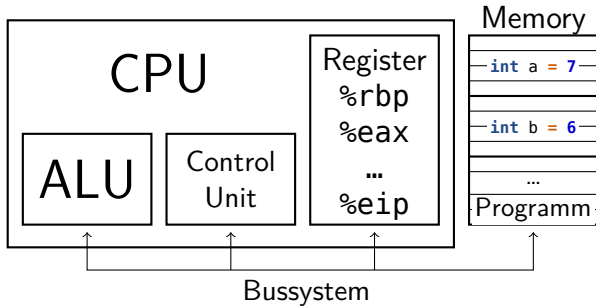 CPU
ALU
Control
Unit
Register
%rbp
%eax
…
%eip
Memory
int a = 7
int b = 6
...
Programm
Bussystem